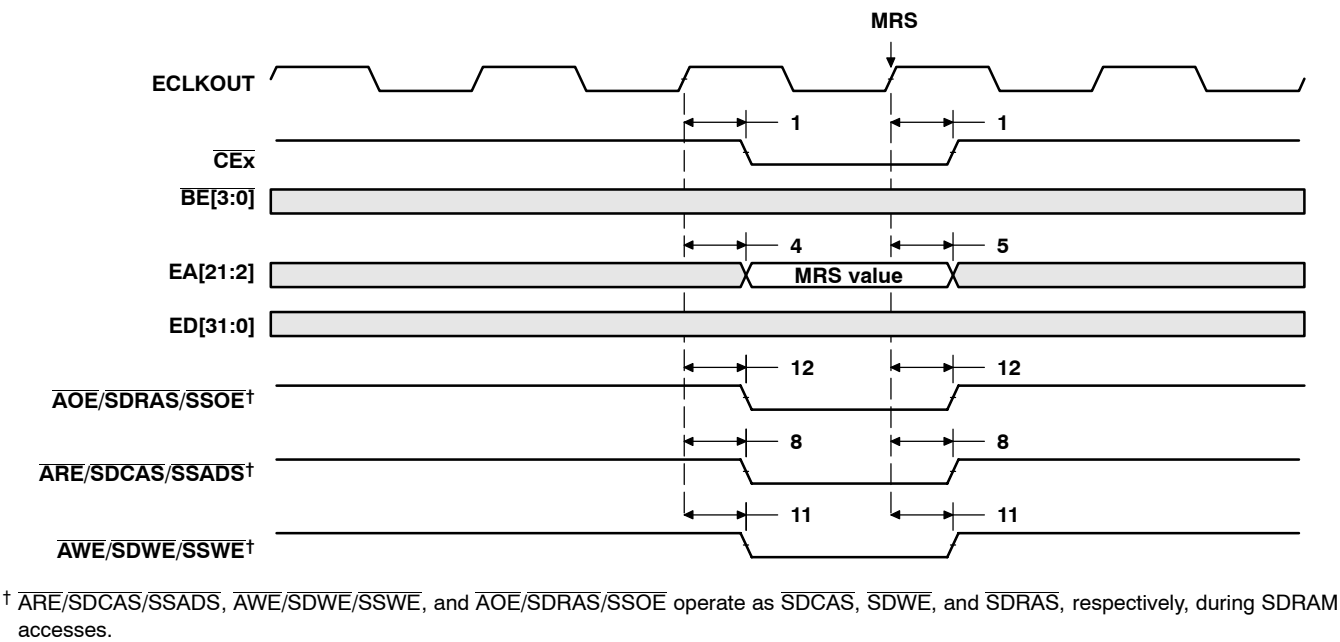 MRS
ECLKOUT
1 1
CEx
BE[3:0]
4 5
EA[21:2] MRS value
ED[31:0]
12 12
AOE/SDRAS/SSOE†
8 8
ARE/SDCAS/SSADS†
11 11
AWE/SDWE/SSWE†
† ARE/SDCAS/SSADS, AWE/SDWE/SSWE, and AOE/SDRAS/SSOE operate as SDCAS, SDWE, and SDRAS, respectively, during SDRAM
accesses.